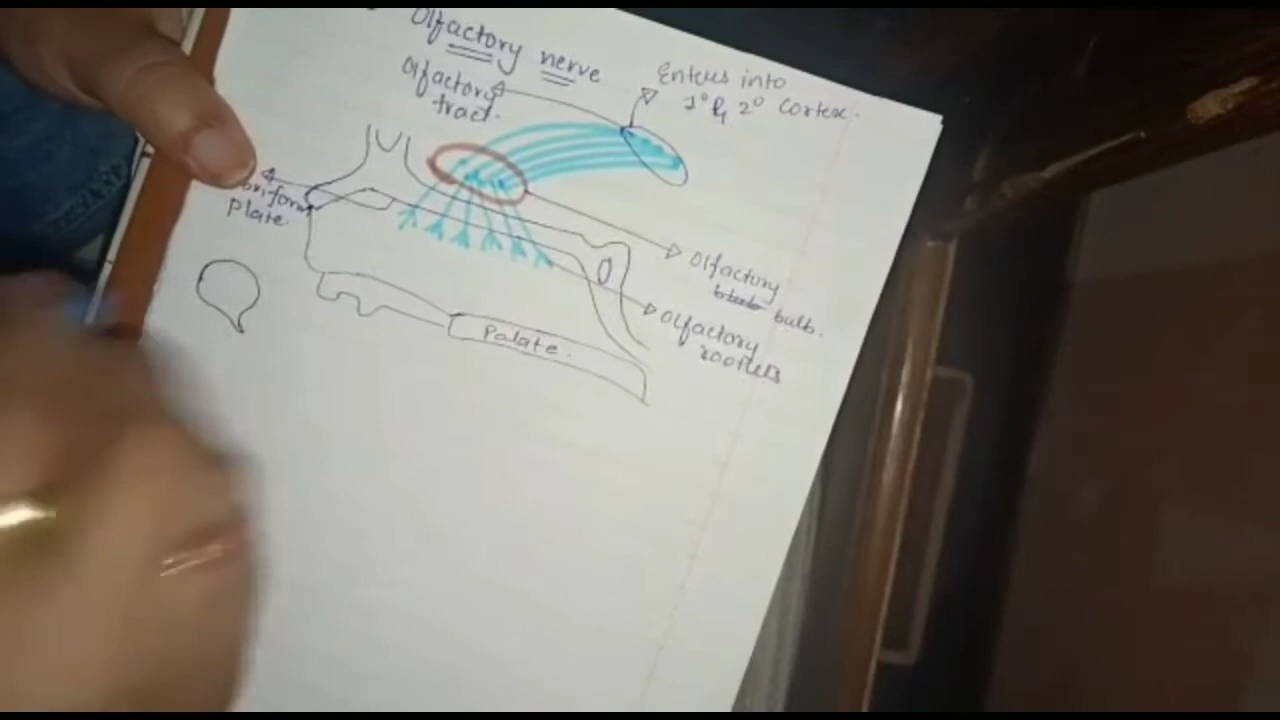 Olfactory nerve
Olfactory
tract.
Enters into
1° & 2° Cortex.
Plate.
Olfactory
bulb.
Olfactory
rootlets
Palate.